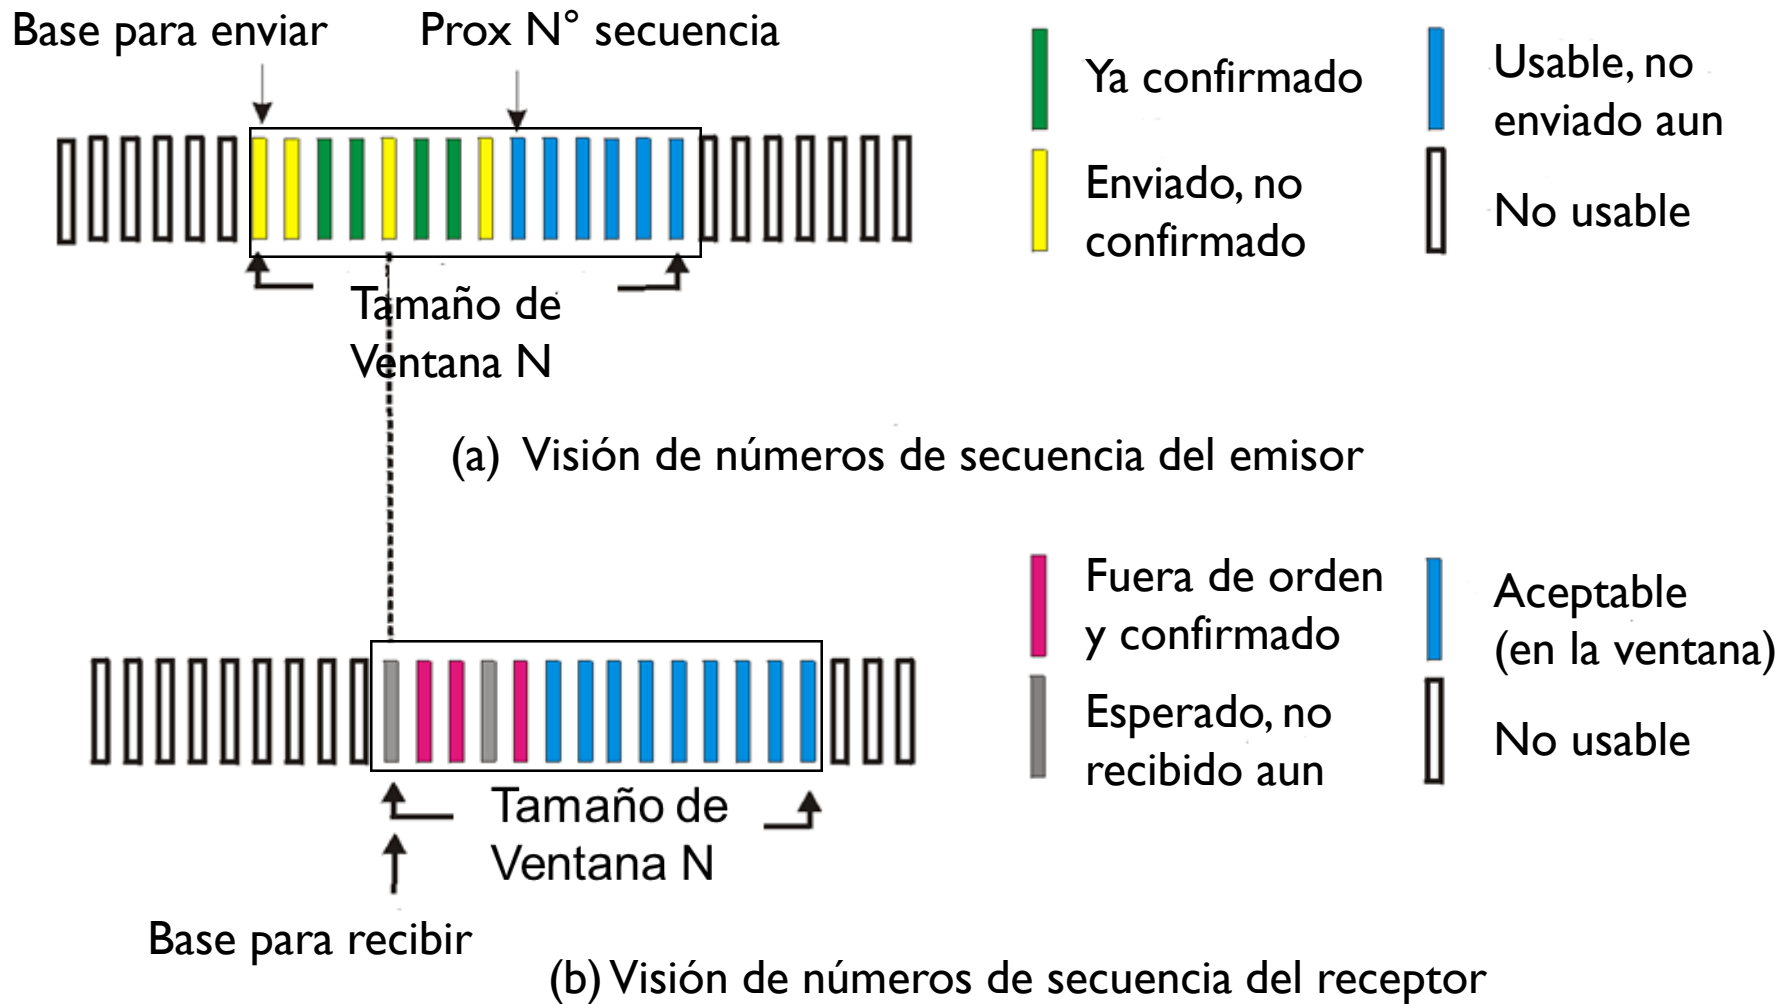 Base para enviar
Prox N° secuencia
Ya confirmado
Usable, no
enviado aun
Enviado, no
confirmado
No usable
Tamaño de
Ventana N
(a) Visión de números de secuencia del emisor
Fuera de orden
y confirmado
Aceptable
(en la ventana)
Esperado, no
recibido aun
No usable
Tamaño de
Ventana N
Base para recibir
(b) Visión de números de secuencia del receptor